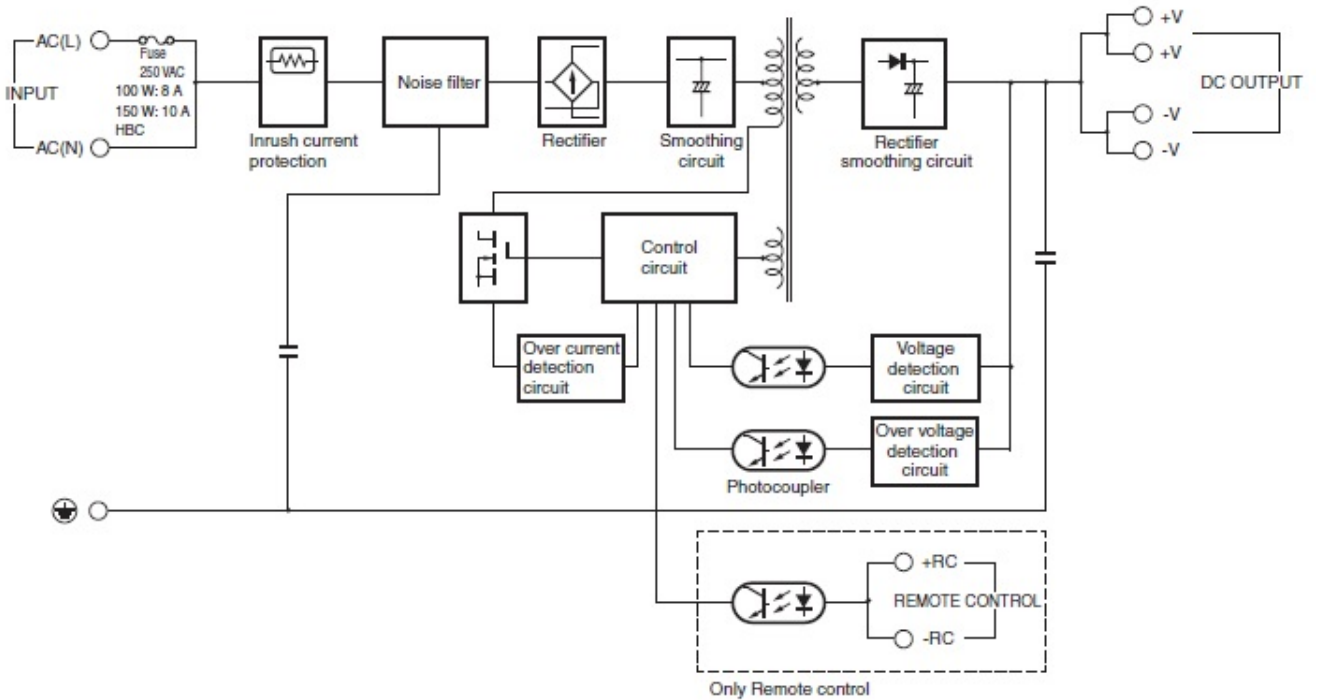 AC(L)
Fuse
250 VAC
100 W: 8 A
150 W: 10 A
HBC
INPUT
AC(N)
Inrush current
protection
Noise filter
Rectifier
Smoothing
circuit
Rectifier
smoothing circuit
+V
+V
DC OUTPUT
-V
-V
Control
circuit
Over current
detection
circuit
Voltage
detection
circuit
Over voltage
detection
circuit
Photocoupler
+RC
REMOTE CONTROL
-RC
Only Remote control